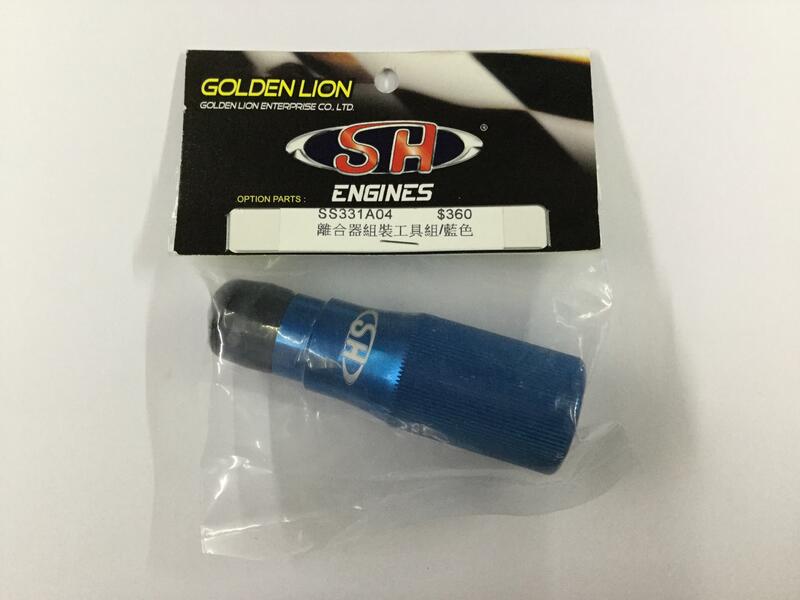 GOLDEN LION
GOLDEN LION ENTERPRISE CO., LTD.
SH®
ENGINES
OPTION PARTS :
SS331A04 $360
離合器組裝工具組/藍色
SH